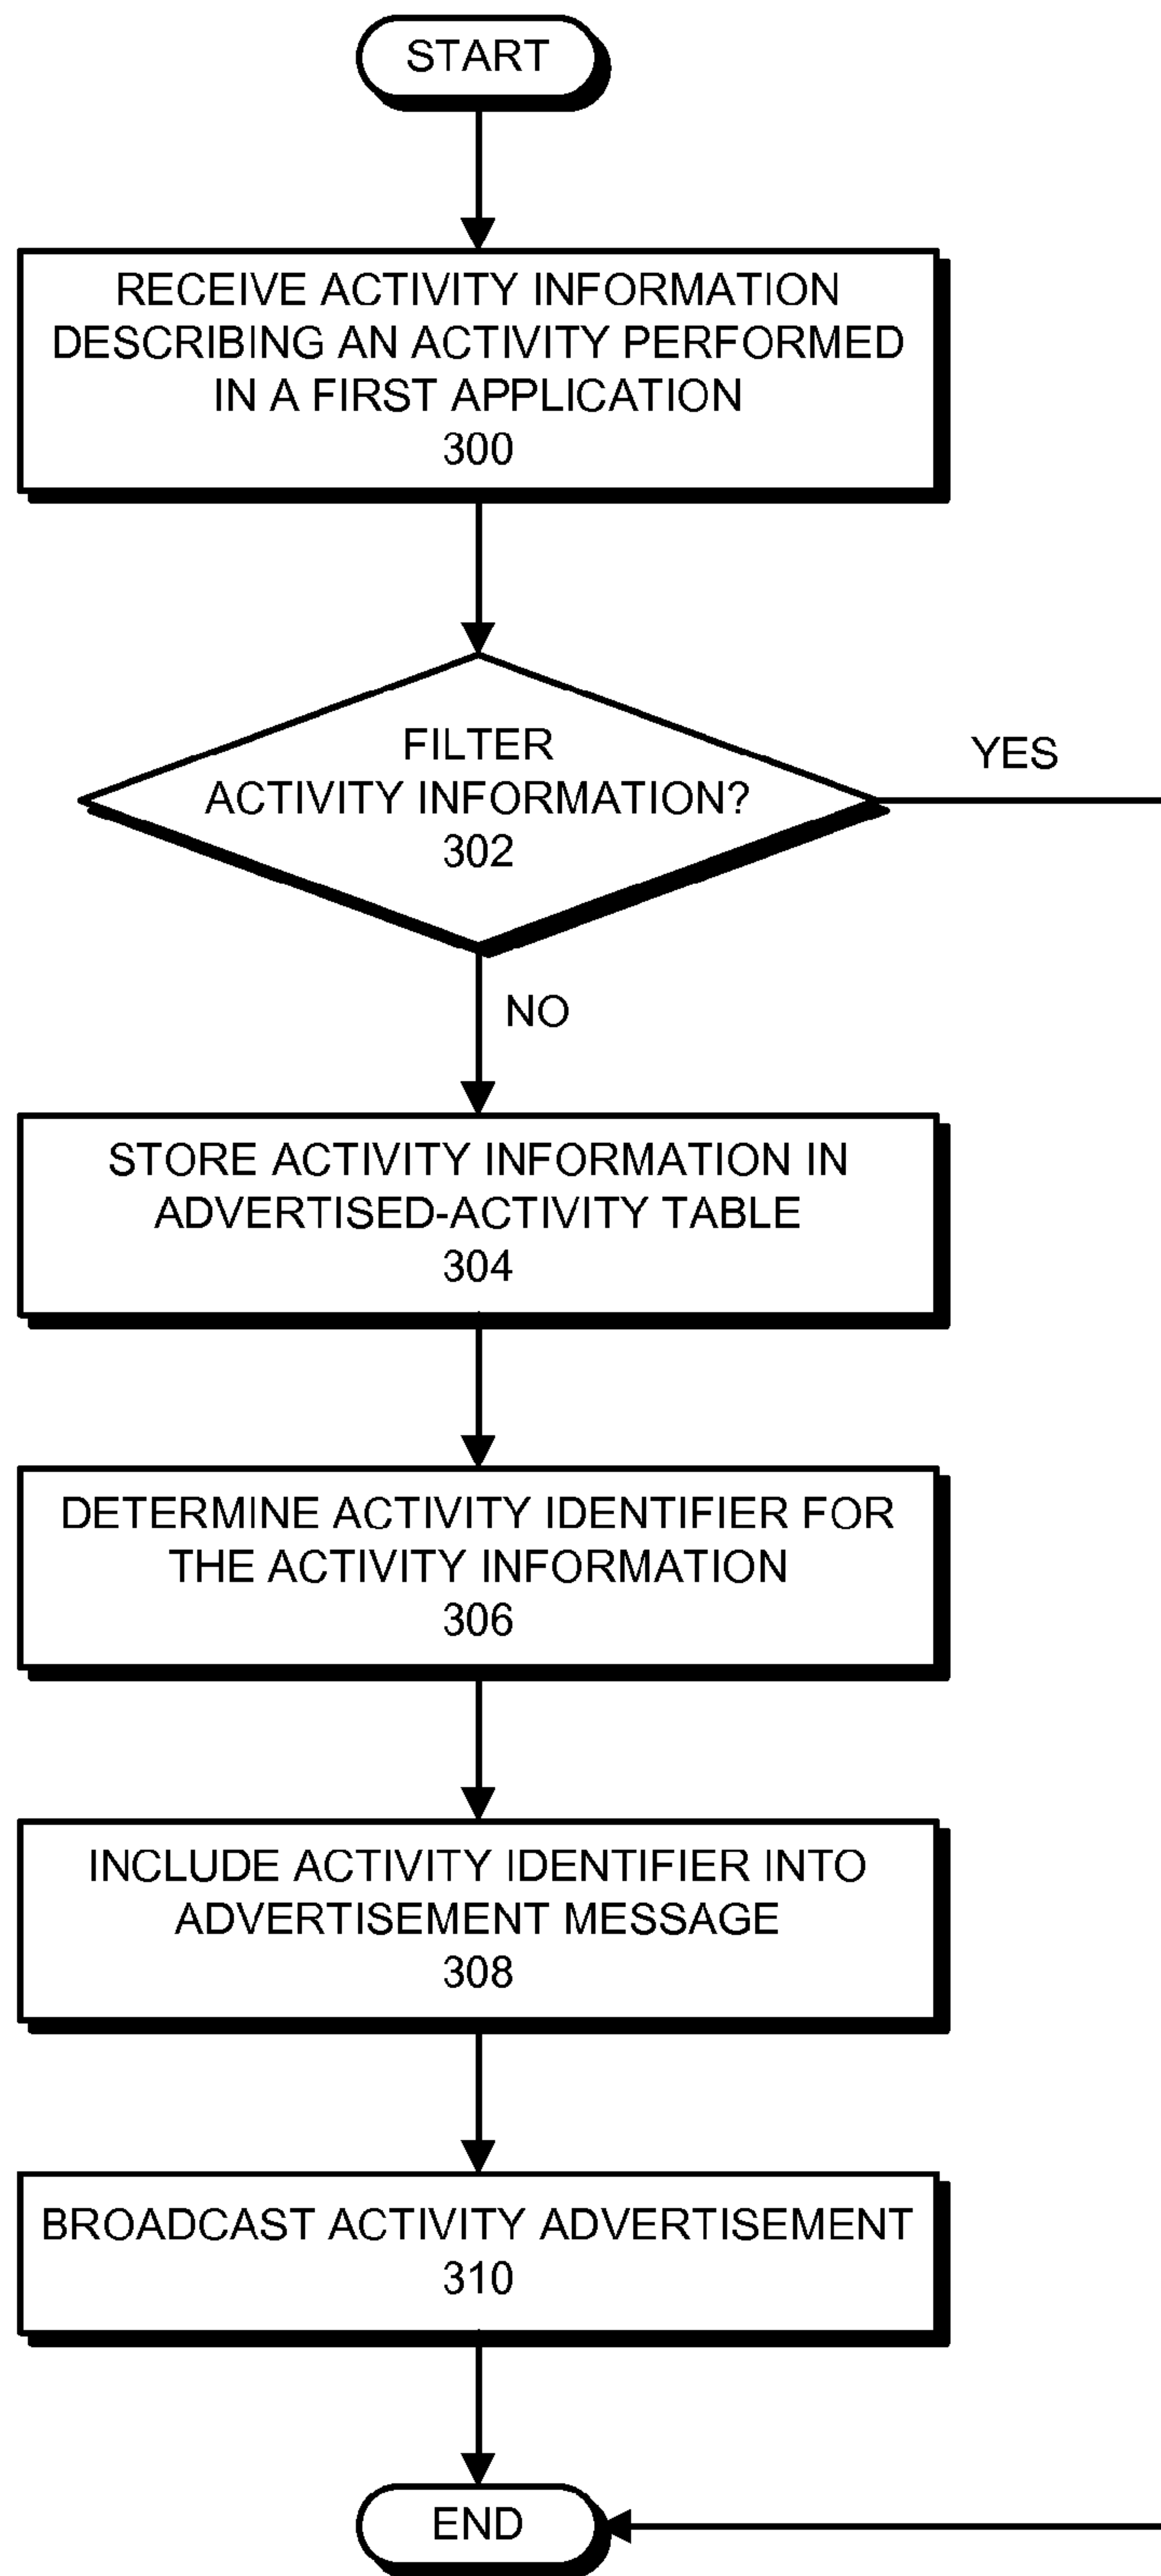 START
RECEIVE ACTIVITY INFORMATION
DESCRIBING AN ACTIVITY PERFORMED
IN A FIRST APPLICATION
300
FILTER
ACTIVITY INFORMATION?
302
YES
NO
STORE ACTIVITY INFORMATION IN
ADVERTISED-ACTIVITY TABLE
304
DETERMINE ACTIVITY IDENTIFIER FOR
THE ACTIVITY INFORMATION
306
INCLUDE ACTIVITY IDENTIFIER INTO
ADVERTISEMENT MESSAGE
308
BROADCAST ACTIVITY ADVERTISEMENT
310
END